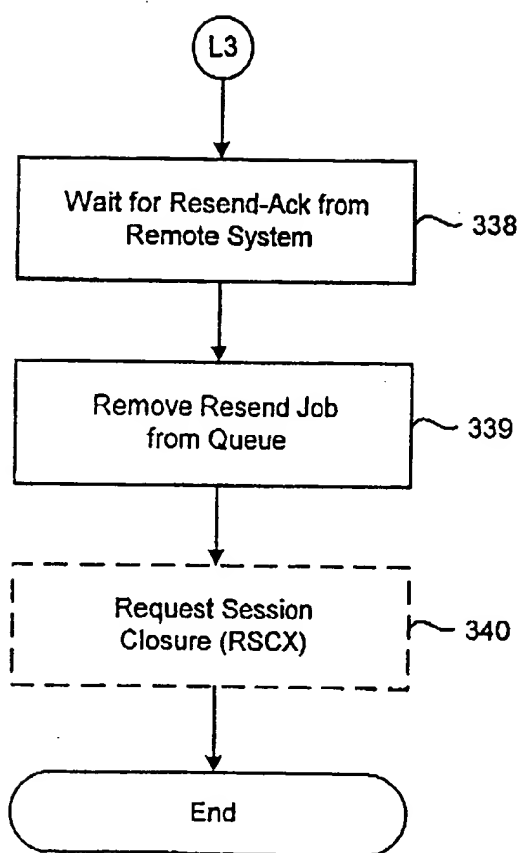 L3
Wait for Resend-Ack from
Remote System
338
Remove Resend Job
from Queue
339
Request Session
Closure (RSCX)
340
End